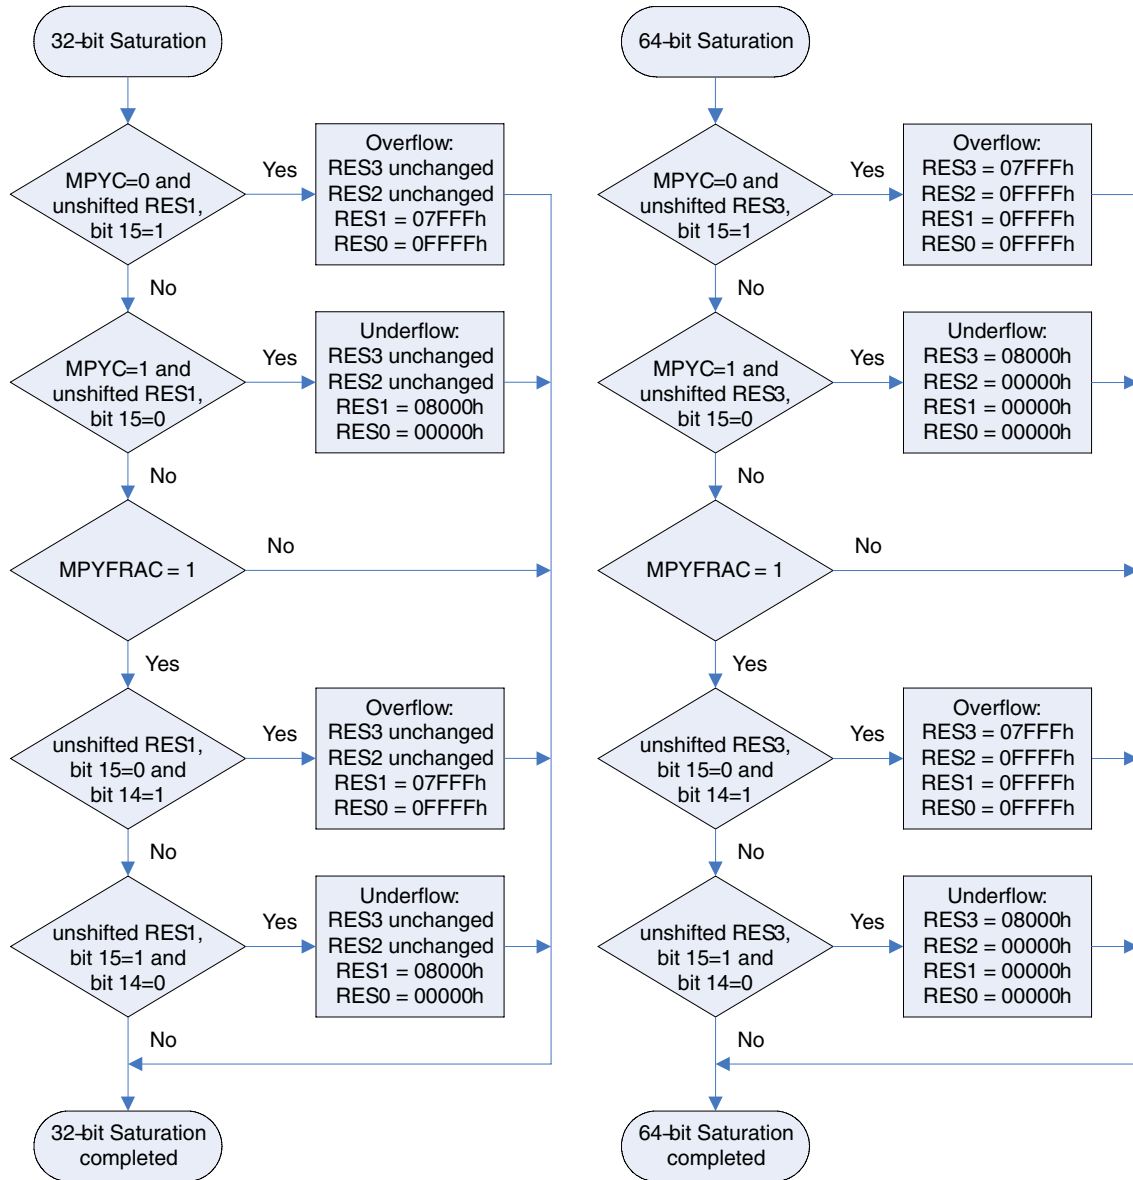 32-bit Saturation
MPYC=0 and
unshifted RES1,
bit 15=1
Yes
Overflow:
RES3 unchanged
RES2 unchanged
RES1 = 07FFFh
RES0 = 0FFFFh
No
MPYC=1 and
unshifted RES1,
bit 15=0
Yes
Underflow:
RES3 unchanged
RES2 unchanged
RES1 = 08000h
RES0 = 00000h
No
MPYFRAC = 1
No
Yes
unshifted RES1,
bit 15=0 and
bit 14=1
Yes
Overflow:
RES3 unchanged
RES2 unchanged
RES1 = 07FFFh
RES0 = 0FFFFh
No
unshifted RES1,
bit 15=1 and
bit 14=0
Yes
Underflow:
RES3 unchanged
RES2 unchanged
RES1 = 08000h
RES0 = 00000h
No
32-bit Saturation
completed
64-bit Saturation
MPYC=0 and
unshifted RES3,
bit 15=1
Yes
Overflow:
RES3 = 07FFFh
RES2 = 0FFFFh
RES1 = 0FFFFh
RES0 = 0FFFFh
No
MPYC=1 and
unshifted RES3,
bit 15=0
Yes
Underflow:
RES3 = 08000h
RES2 = 00000h
RES1 = 00000h
RES0 = 00000h
No
MPYFRAC = 1
No
Yes
unshifted RES3,
bit 15=0 and
bit 14=1
Yes
Overflow:
RES3 = 07FFFh
RES2 = 0FFFFh
RES1 = 0FFFFh
RES0 = 0FFFFh
No
unshifted RES3,
bit 15=1 and
bit 14=0
Yes
Underflow:
RES3 = 08000h
RES2 = 00000h
RES1 = 00000h
RES0 = 00000h
No
64-bit Saturation
completed